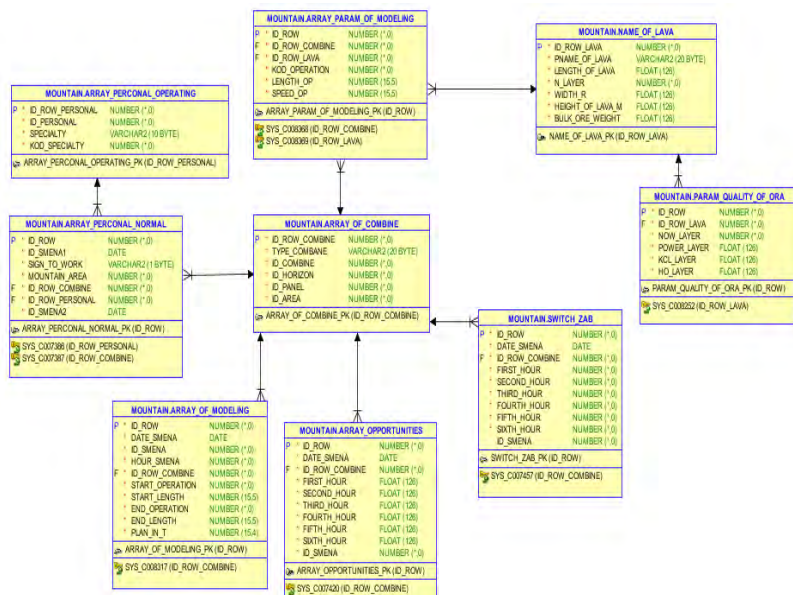 MOUNTAIN.ARRAY_PARAM_OF_MODELING
P * ID_ROW NUMBER (*,0)
F * ID_ROW_COMBINE NUMBER (*,0)
F * ID_ROW_LAVA NUMBER (*,0)
* KOD_OPERATION NUMBER (*,0)
* LENGTH_OP NUMBER (15,5)
* SPEED_OP NUMBER (15,5)
ARRAY_PARAM_OF_MODELING_PK (ID_ROW)
SYS_C008368 (ID_ROW_COMBINE)
SYS_C008369 (ID_ROW_LAVA)
MOUNTAIN.NAME_OF_LAVA
P * ID_ROW_LAVA NUMBER (*,0)
* PNAME_OF_LAVA VARCHAR2 (20 BYTE)
* LENGTH_OF_LAVA FLOAT (126)
* N_LAYER NUMBER (*,0)
* WIDTH_R FLOAT (126)
* HEIGHT_OF_LAVA_M FLOAT (126)
* BULK_ORE_WEIGHT FLOAT (126)
NAME_OF_LAVA_PK (ID_ROW_LAVA)
MOUNTAIN.ARRAY_PERCONAL_OPERATING
P * ID_ROW_PERSONAL NUMBER (*,0)
* ID_PERSONAL NUMBER (*,0)
* SPECIALTY VARCHAR2 (10 BYTE)
* KOD_SPECIALTY NUMBER (*,0)
ARRAY_PERCONAL_OPERATING_PK (ID_ROW_PERSONAL)
MOUNTAIN.PARAM_QUALITY_OF_ORA
P * ID_ROW NUMBER (*,0)
F * ID_ROW_LAVA NUMBER (*,0)
* NOW_LAYER NUMBER (*,0)
* POWER_LAYER FLOAT (126)
* KCL_LAYER FLOAT (126)
* HO_LAYER FLOAT (126)
PARAM_QUALITY_OF_ORA_PK (ID_ROW)
SYS_C008252 (ID_ROW_LAVA)
MOUNTAIN.ARRAY_PERCONAL_NORMAL
P * ID_ROW NUMBER (*,0)
* ID_SMENA1 DATE
* SIGN_TO_WORK VARCHAR2 (1 BYTE)
* MOUNTAIN_AREA NUMBER (*,0)
F * ID_ROW_COMBINE NUMBER (*,0)
F * ID_ROW_PERSONAL NUMBER (*,0)
* ID_SMENA2 DATE
ARRAY_PERCONAL_NORMAL_PK (ID_ROW)
SYS_C007386 (ID_ROW_PERSONAL)
SYS_C007387 (ID_ROW_COMBINE)
MOUNTAIN.ARRAY_OF_COMBINE
P * ID_ROW_COMBINE NUMBER (*,0)
* TYPE_COMBANE VARCHAR2 (20 BYTE)
* ID_COMBINE NUMBER (*,0)
* ID_HORIZON NUMBER (*,0)
* ID_PANEL NUMBER (*,0)
* ID_AREA NUMBER (*,0)
ARRAY_OF_COMBINE_PK (ID_ROW_COMBINE)
MOUNTAIN.SWITCH_ZAB
P * ID_ROW NUMBER (*,0)
* DATE_SMENA DATE
F * ID_ROW_COMBINE NUMBER (*,0)
* FIRST_HOUR NUMBER (*,0)
* SECOND_HOUR NUMBER (*,0)
* THIRD_HOUR NUMBER (*,0)
* FOURTH_HOUR NUMBER (*,0)
* FIFTH_HOUR NUMBER (*,0)
* SIXTH_HOUR NUMBER (*,0)
ID_SMENA NUMBER (*,0)
SWITCH_ZAB_PK (ID_ROW)
SYS_C007457 (ID_ROW_COMBINE)
MOUNTAIN.ARRAY_OF_MODELING
P * ID_ROW NUMBER (*,0)
* DATE_SMENA DATE
* ID_SMENA NUMBER (*,0)
* HOUR_SMENA NUMBER (*,0)
F * ID_ROW_COMBINE NUMBER (*,0)
* START_OPERATION NUMBER (*,0)
* START_LENGTH NUMBER (15,5)
* END_OPERATION NUMBER (*,0)
* END_LENGTH NUMBER (15,5)
* PLAN_IN_T NUMBER (15,4)
ARRAY_OF_MODELING_PK (ID_ROW)
SYS_C008317 (ID_ROW_COMBINE)
MOUNTAIN.ARRAY_OPPORTUNITIES
P * ID_ROW NUMBER (*,0)
* DATE_SMENA DATE
F * ID_ROW_COMBINE NUMBER (*,0)
* FIRST_HOUR FLOAT (126)
* SECOND_HOUR FLOAT (126)
* THIRD_HOUR FLOAT (126)
* FOURTH_HOUR FLOAT (126)
* FIFTH_HOUR FLOAT (126)
* SIXTH_HOUR FLOAT (126)
* ID_SMENA NUMBER (*,0)
ARRAY_OPPORTUNITIES_PK (ID_ROW)
SYS_C007420 (ID_ROW_COMBINE)